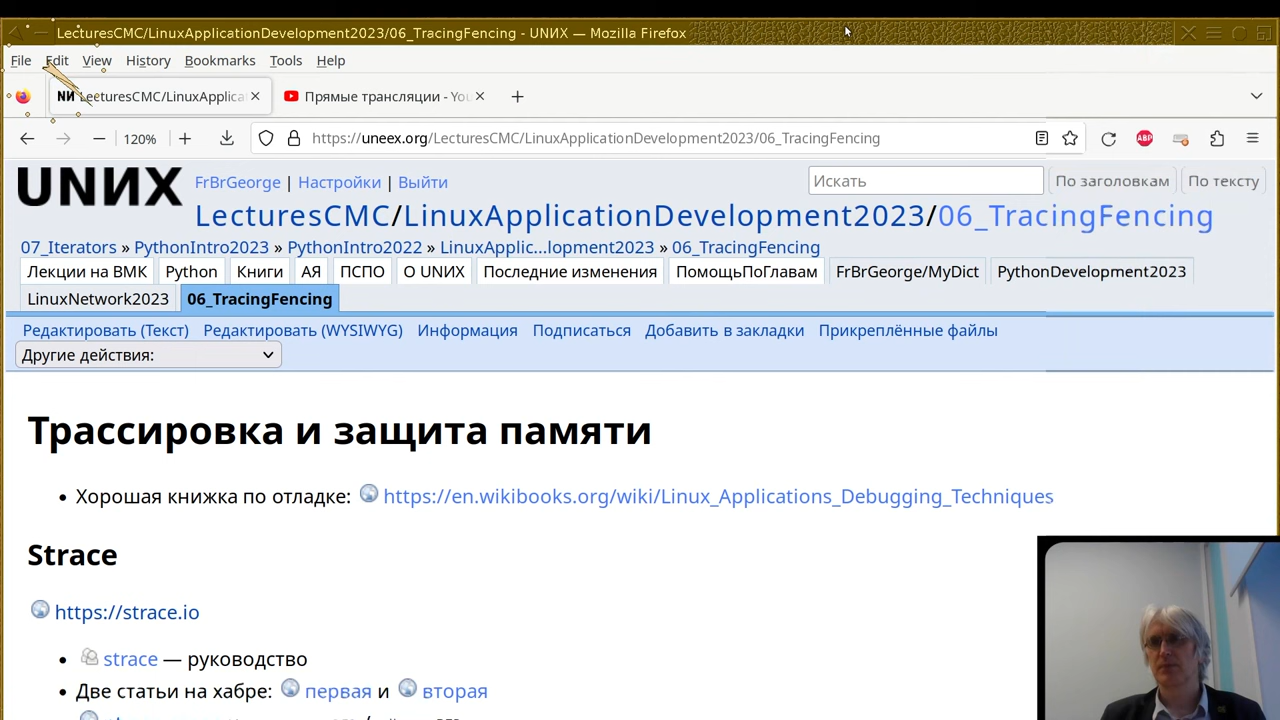 LecturesCMC/LinuxApplicationDevelopment2023/06_TracingFencing - UNИX — Mozilla Firefox
File Edit View History Bookmarks Tools Help
LecturesCMC/LinuxApplica Прямые трансляции - You
120% https://uneex.org/LecturesCMC/LinuxApplicationDevelopment2023/06_TracingFencing ABP
UNИX FrBrGeorge | Настройки | Выйти Искать По заголовкам По тексту
LecturesCMC/LinuxApplicationDevelopment2023/06_TracingFencing
07_Iterators » PythonIntro2023 » PythonIntro2022 » LinuxApplic...lopment2023 » 06_TracingFencing
Лекции на ВМК Python Книги АЯ ПСПО О UNIX Последние изменения ПомощьПоГлавам FrBrGeorge/MyDict PythonDevelopment2023
LinuxNetwork2023 06_TracingFencing
Редактировать (Текст) Редактировать (WYSIWYG) Информация Подписаться Добавить в закладки Прикреплённые файлы
Другие действия:
Трассировка и защита памяти
• Хорошая книжка по отладке: https://en.wikibooks.org/wiki/Linux_Applications_Debugging_Techniques
Strace
https://strace.io
• strace — руководство
• Две статьи на хабре: первая и вторая